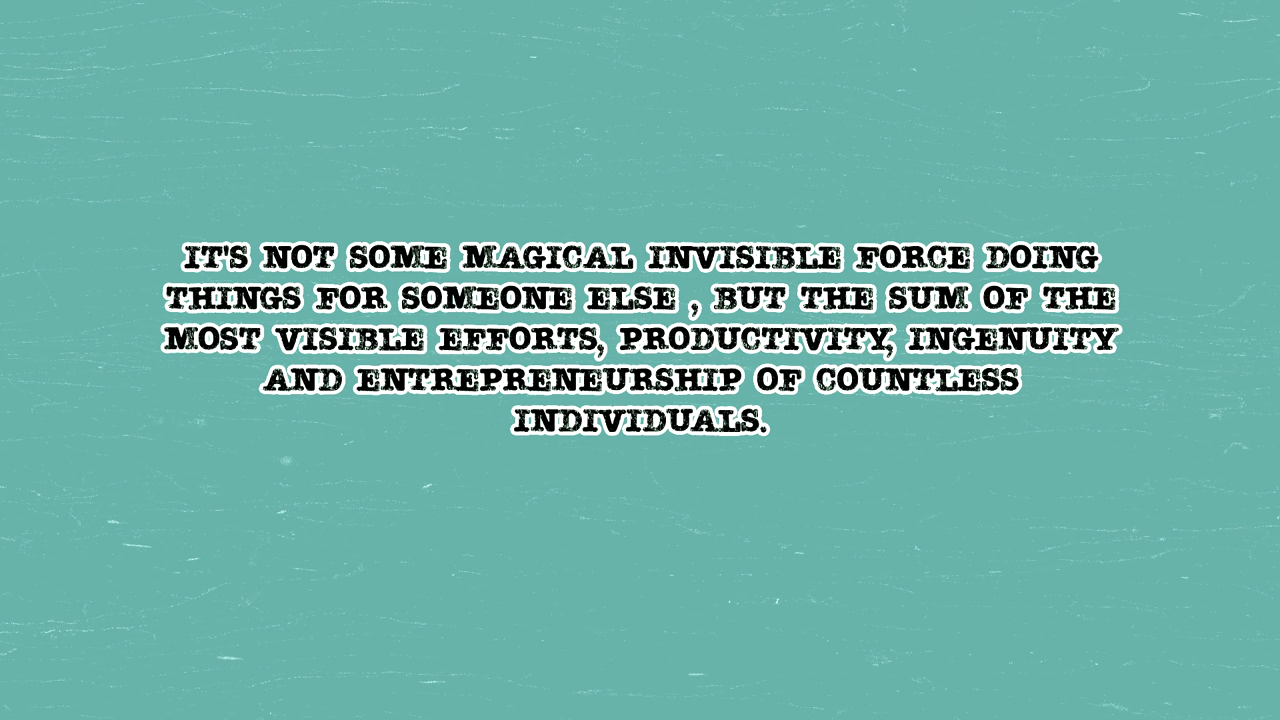 IT'S NOT SOME MAGICAL INVISIBLE FORCE DOING
THINGS FOR SOMEONE ELSE , BUT THE SUM OF THE
MOST VISIBLE EFFORTS, PRODUCTIVITY, INGENUITY
AND ENTREPRENEURSHIP OF COUNTLESS
INDIVIDUALS.